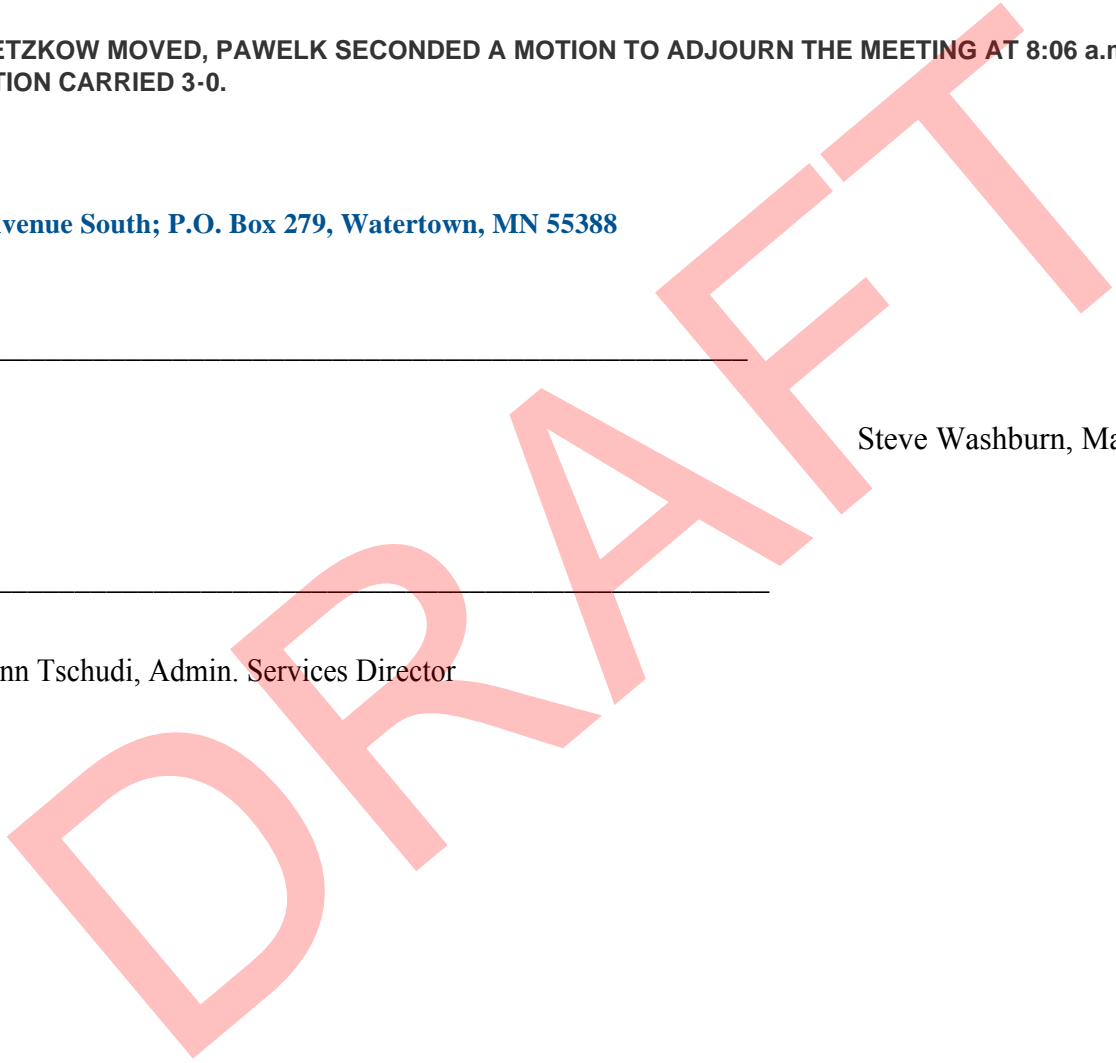 ETZKOW MOVED, PAWELK SECONDED A MOTION TO ADJOURN THE MEETING AT 8:06 a.m
TION CARRIED 3-0.
venue South; P.O. Box 279, Watertown, MN 55388
Steve Washburn, Ma
nn Tschudi, Admin. Services Director
DRAFT